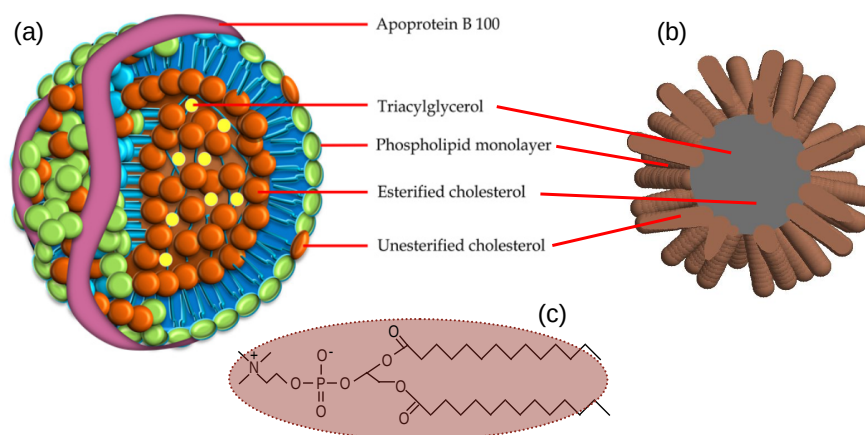 (a)
Apoprotein B 100
(b)
Triacylglycerol
Phospholipid monolayer
Esterified cholesterol
Unesterified cholesterol
(c)
O
O
O-
O
N+
O
P
O
O
O